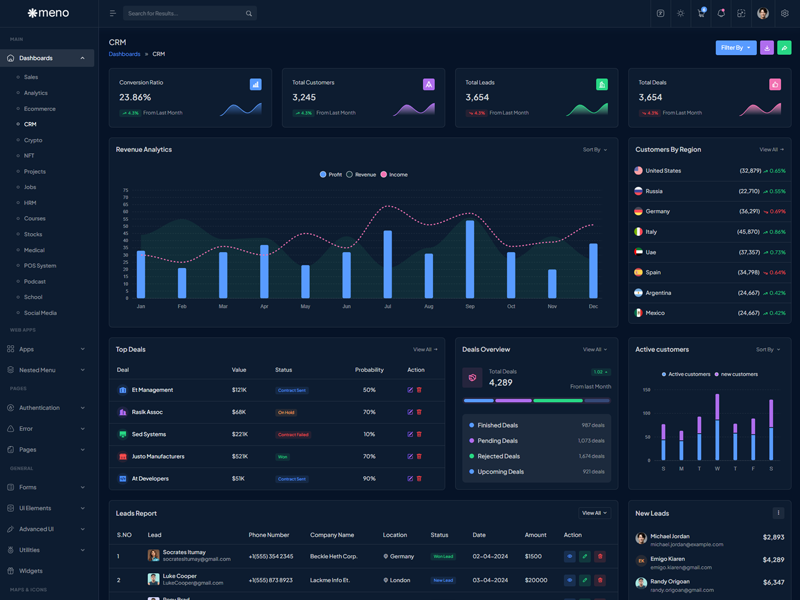 meno
Search for Results...
MAIN
Dashboards
Sales
Analytics
Ecommerce
CRM
Crypto
NFT
Projects
Jobs
HRM
Courses
Stocks
Medical
POS System
Podcast
School
Social Media
WEB APPS
Apps
Nested Menu
PAGES
Authentication
Error
Pages
GENERAL
Forms
UI Elements
Advanced UI
Utilities
Widgets
MAPS & ICONS
CRM
Dashboards » CRM
Filter By
Conversion Ratio
23.86%
4.3% From Last Month
Total Customers
3,245
4.3% From Last Month
Total Leads
3,654
4.3% From Last Month
Total Deals
3,654
4.3% From Last Month
Revenue Analytics
Sort By
Profit Revenue Income
75
70
65
60
55
50
45
40
35
30
25
20
15
10
5
0
Jan Feb Mar Apr May Jun Jul Aug Sep Oct Nov Dec
Customers By Region
View All
United States (32,879) 0.65%
Russia (22,710) 0.55%
Germany (36,291) 0.69%
Italy (45,870) 0.86%
Uae (37,357) 0.73%
Spain (34,798) 0.64%
Argentina (24,667) 0.42%
Mexico (24,667) 0.42%
Top Deals
View All
Deal Value Status Probability Action
Et Management $121K Contract Sent 50%
Rasik Assoc $68K On Hold 70%
Sed Systems $221K Contract Failed 10%
Justo Manufacturers $521K Won 70%
At Developers $51K Contract Sent 90%
Deals Overview
View All
Total Deals
4,289
From last Month
Finished Deals 987 deals
Pending Deals 1,073 deals
Rejected Deals 1,674 deals
Upcoming Deals 921 deals
Active customers
Sort By
Active customers new customers
150
100
50
0
S M T W T F S
Leads Report
View All
S.NO Lead Phone Number Company Name Location Status Date Amount Action
1 Socrates Itumay +1(555) 354 2345 Beckle Heth Corp. Germany Won Lead 02-04-2024 $1500
socratesitumay@gmail.com
2 Luke Cooper +1(555) 873 8923 Lackme Info Et. London New Lead 03-04-2024 $20000
LukeCooper@gmail.com
New Leads
Michael Jordan $2,893
michael.jordan@example.com
EK
Emigo Kiaren $4,289
emigo.kiaren@gmail.com
Randy Origoan $6,347
randy.origoan@gmail.com